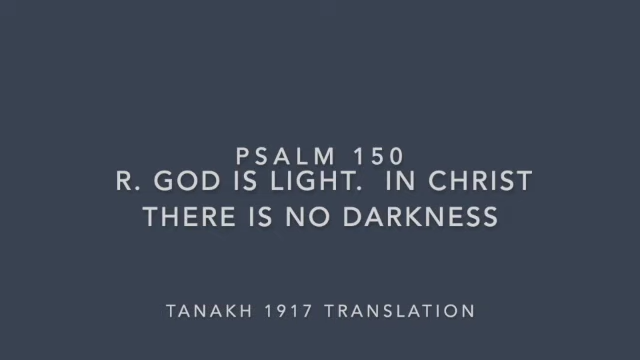 PSALM 150
R. GOD IS LIGHT.  IN CHRIST
THERE IS NO DARKNESS
TANAKH 1917 TRANSLATION